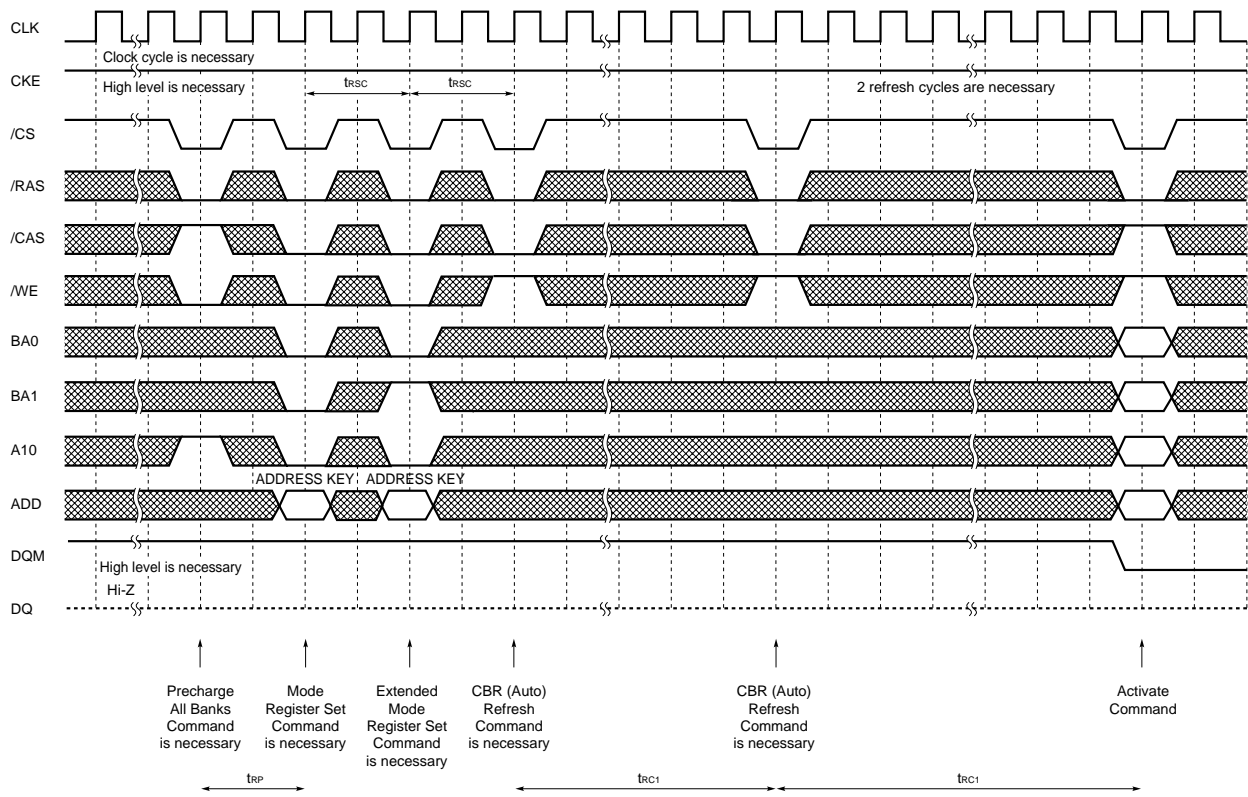 CLK
Clock cycle is necessary
CKE
High level is necessary
tRSC
tRSC
2 refresh cycles are necessary
/CS
/RAS
/CAS
/WE
BA0
BA1
A10
ADDRESS KEY
ADDRESS KEY
ADD
DQM
High level is necessary
Hi-Z
DQ
Precharge
All Banks
Command
is necessary
Mode
Register Set
Command
is necessary
Extended
Mode
Register Set
Command
is necessary
CBR (Auto)
Refresh
Command
is necessary
CBR (Auto)
Refresh
Command
is necessary
Activate
Command
tRP
tRC1
tRC1